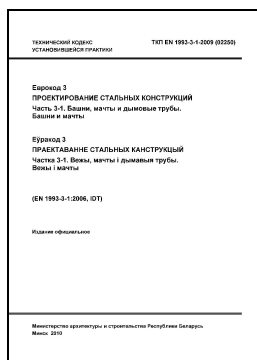 ТЕХНИЧЕСКИЙ КОДЕКС
УСТАНОВИВШЕЙСЯ ПРАКТИКИ
ТКП EN 1993-3-1-2009 (02250)
Еврокод 3
ПРОЕКТИРОВАНИЕ СТАЛЬНЫХ КОНСТРУКЦИЙ
Часть 3-1. Башни, мачты и дымовые трубы.
Башни и мачты
Еўракод 3
ПРАЕКТАВАННЕ СТАЛЬНЫХ КАНСТРУКЦЫЙ
Частка 3-1. Вежы, мачты і дымавыя трубы.
Вежы і мачты
(EN 1993-3-1:2006, IDT)
Издание официальное
Министерство архитектуры и строительства Республики Беларусь
Минск 2010